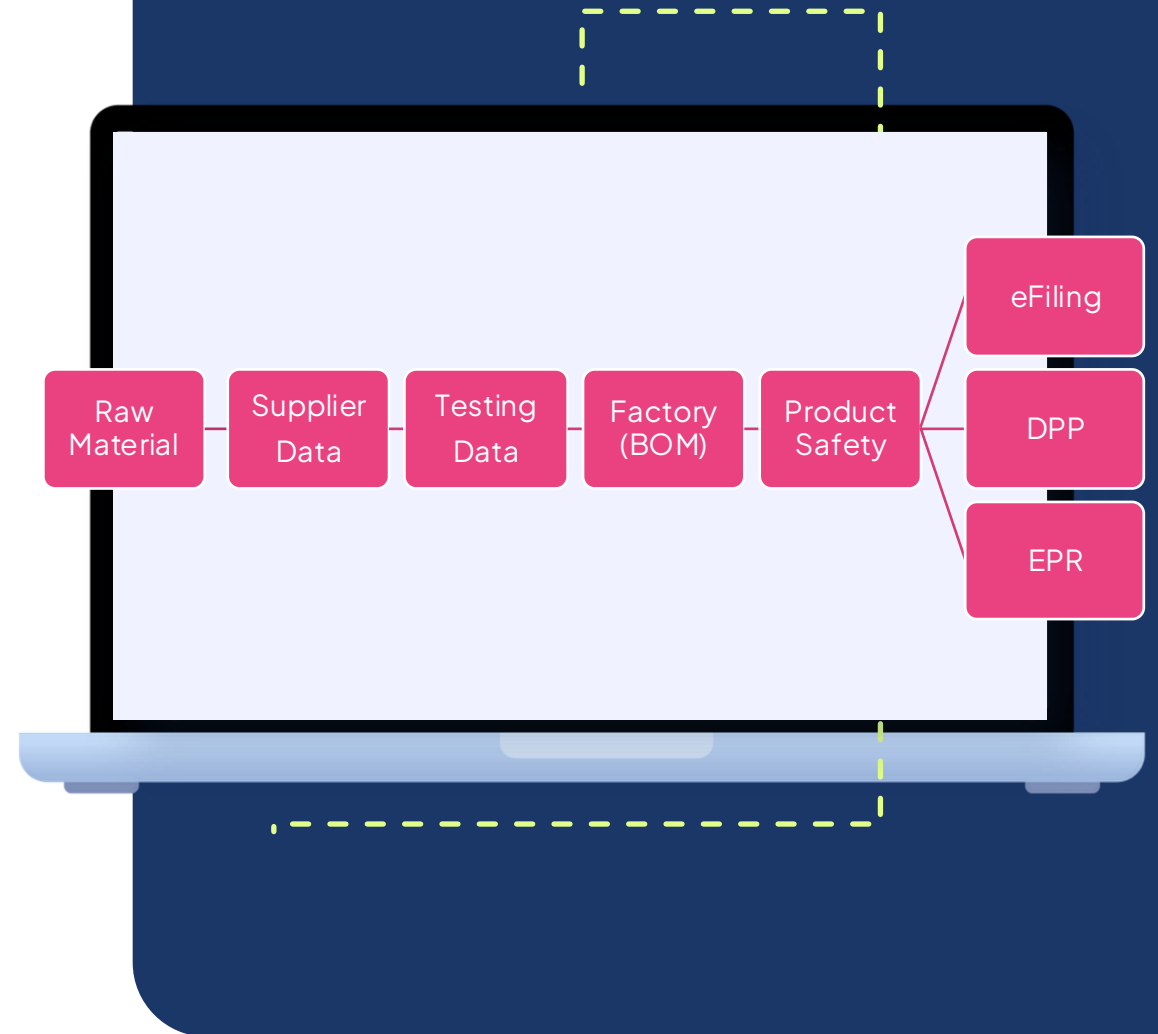 Raw
Material
Supplier
Data
Testing
Data
Factory
(BOM)
Product
Safety
eFiling
DPP
EPR